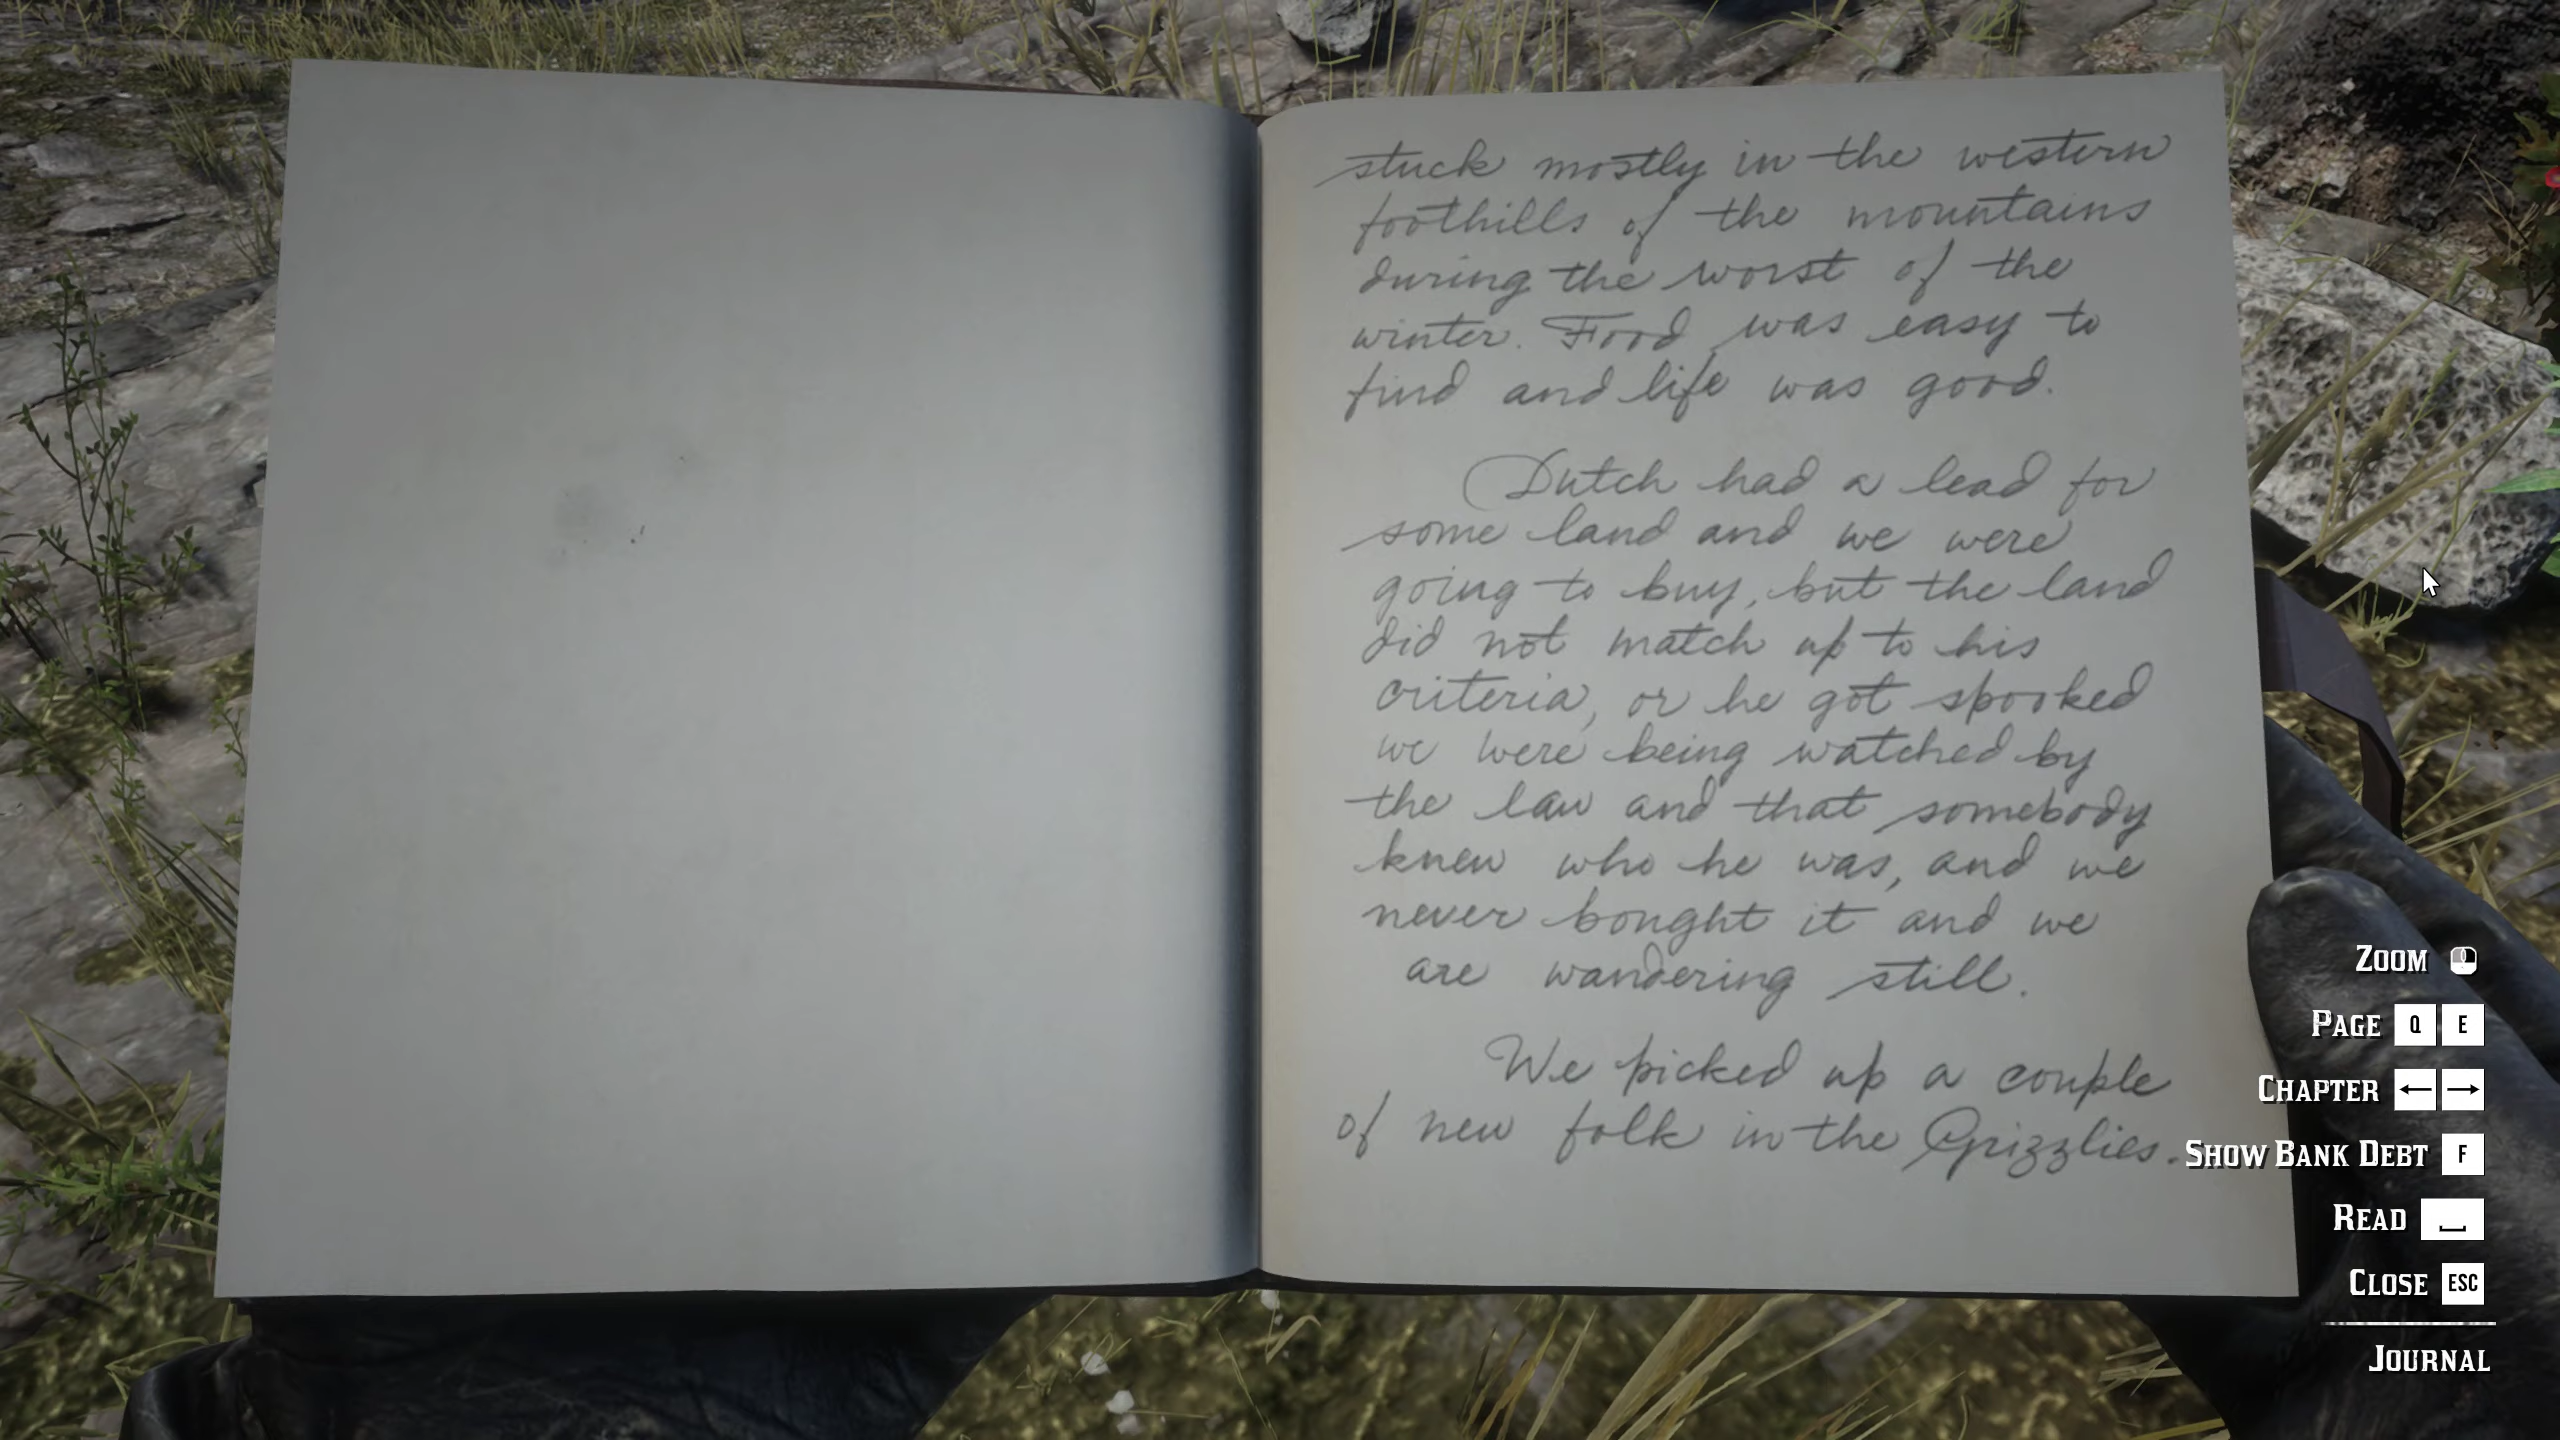 stuck mostly in the western
foothills of the mountains
during the worst of the
winter. Food was easy to
find and life was good.
Dutch had a lead for
some land and we were
going to buy, but the land
did not match up to his
criteria, or he got spooked
we were being watched by
the law and that somebody
knew who he was, and we
never bought it and we
are wandering still.
We picked up a couple
of new folk in the Grizzlies.
ZOOM
PAGE Q E
CHAPTER ← →
SHOW BANK DEBT F
READ
CLOSE ESC
JOURNAL